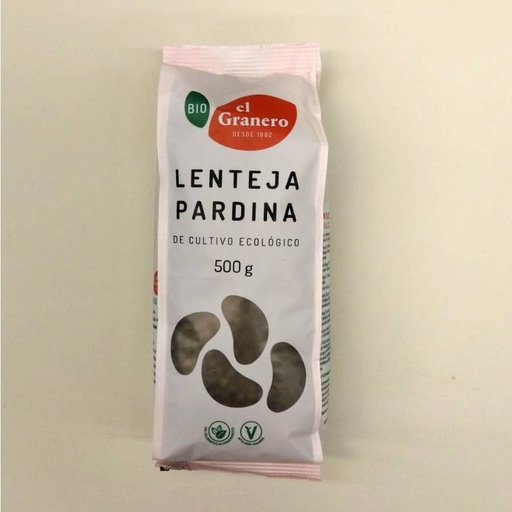 BIO
el
Granero
DESDE 1982
LENTEJA
PARDINA
DE CULTIVO ECOLÓGICO
500 g
V